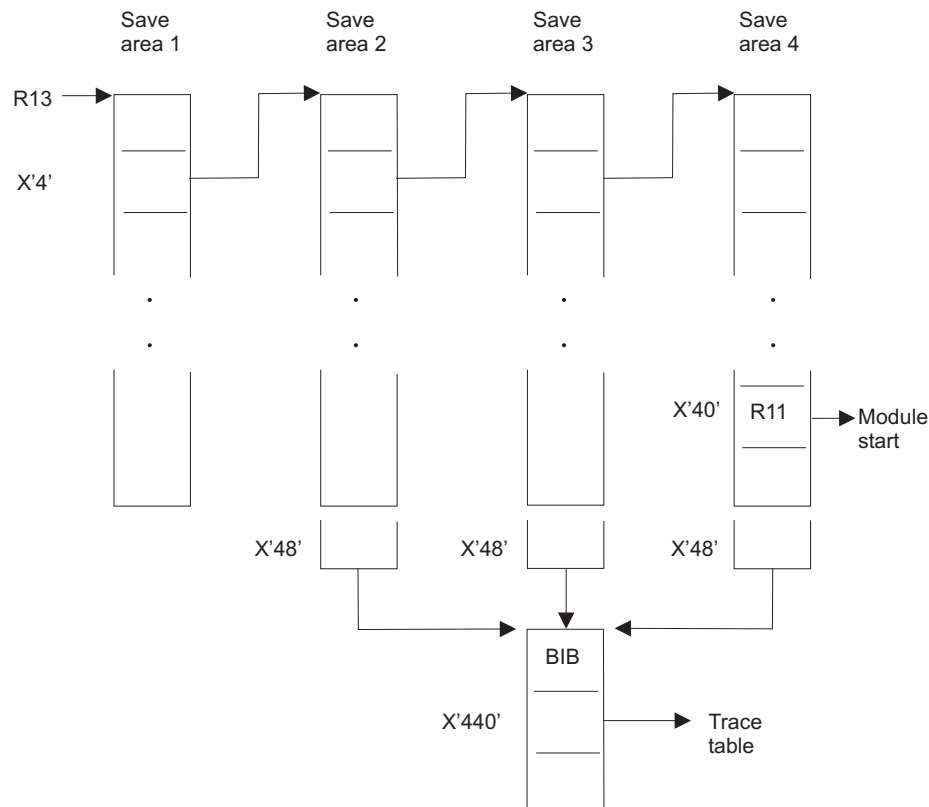 Save
area 1
Save
area 2
Save
area 3
Save
area 4
R13
X'4'
X'40'
R11
Module
start
X'48'
X'48'
X'48'
BIB
X'440'
Trace
table